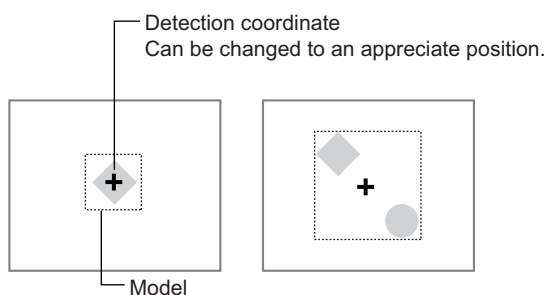 Detection coordinate
Can be changed to an appreciate position.
Model